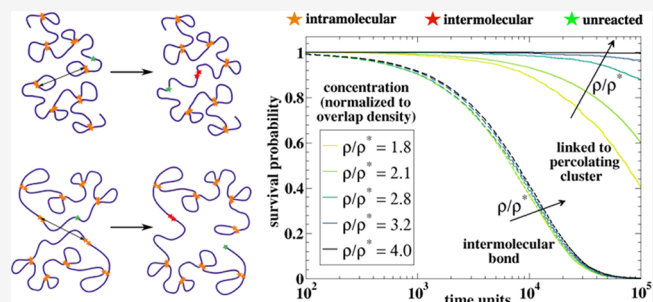 intramolecular intermolecular unreacted
survival probability
1
0.8
0.6
0.4
0.2
0
concentration
(normalized to
overlap density)
ρ/ρ* = 1.8
ρ/ρ* = 2.1
ρ/ρ* = 2.8
ρ/ρ* = 3.2
ρ/ρ* = 4.0
ρ/ρ*
linked to
percolating
cluster
ρ/ρ*
intermolecular
bond
10² 10³ 10⁴ 10⁵
time units